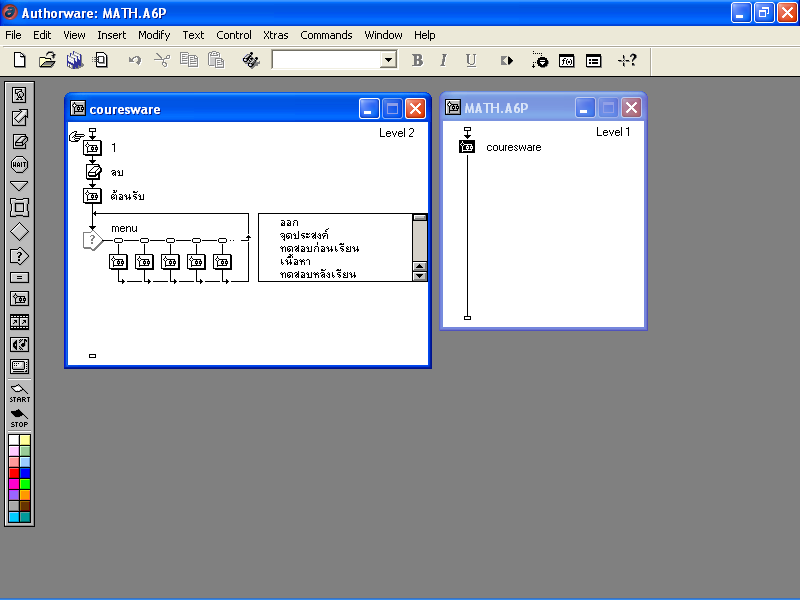 Authorware: MATH.A6P
File Edit View Insert Modify Text Control Xtras Commands Window Help
B I U
couresware
Level 2
1
ลบ
ต้อนรับ
menu
ออก
จุดประสงค์
ทดสอบก่อนเรียน
เนื้อหา
ทดสอบหลังเรียน
MATH.A6P
Level 1
couresware
WAIT
?
=
START
STOP